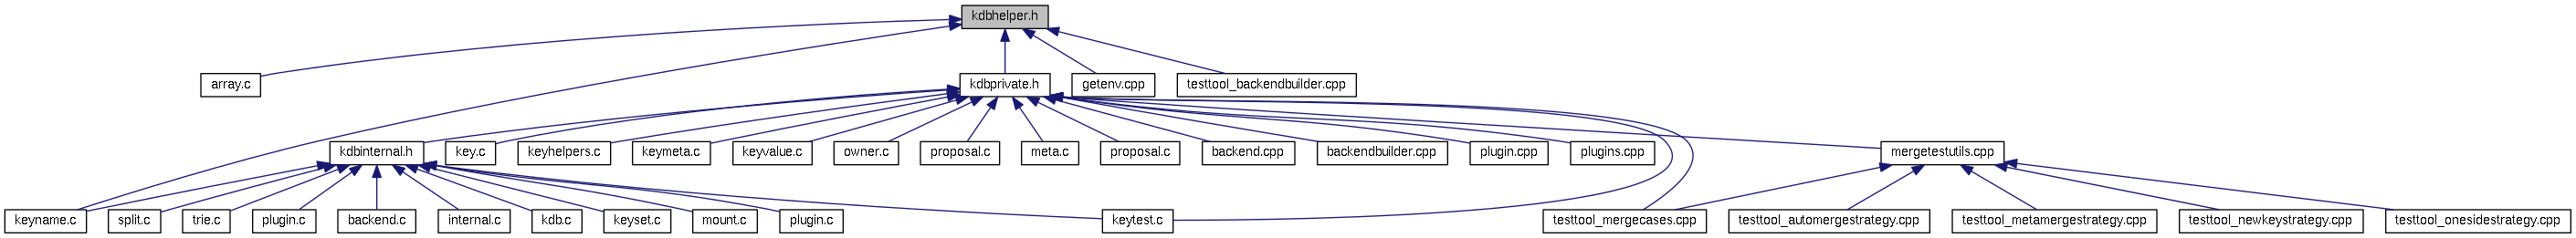 kdbhelper.h
array.c
kdbprivate.h
getenv.cpp
testtool_backendbuilder.cpp
kdbinternal.h
key.c
keyhelpers.c
keymeta.c
keyvalue.c
owner.c
proposal.c
meta.c
proposal.c
backend.cpp
backendbuilder.cpp
plugin.cpp
plugins.cpp
mergetestutils.cpp
keyname.c
split.c
trie.c
plugin.c
backend.c
internal.c
kdb.c
keyset.c
mount.c
plugin.c
keytest.c
testtool_mergecases.cpp
testtool_automergestrategy.cpp
testtool_metamergestrategy.cpp
testtool_newkeystrategy.cpp
testtool_onesidestrategy.cpp